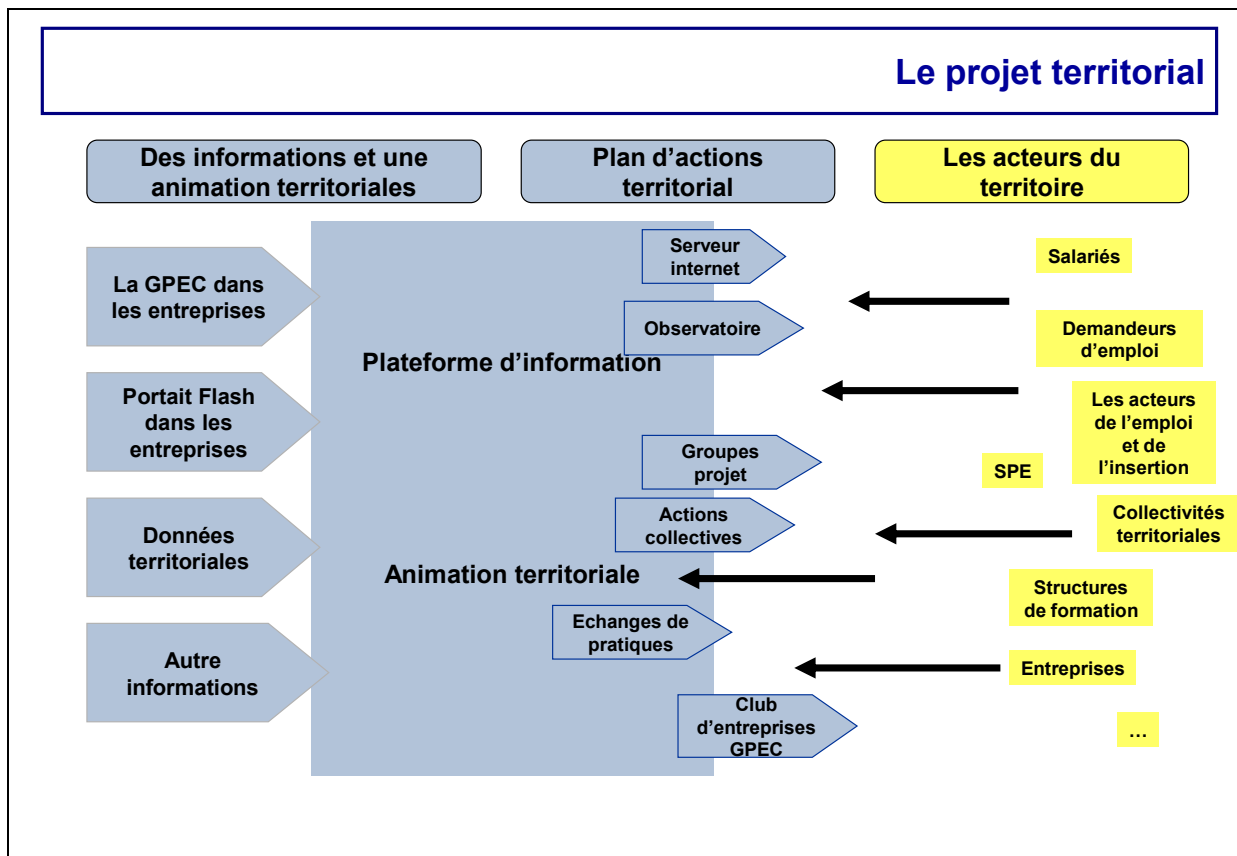 Le projet territorial
Des informations et une
animation territoriales
Plan d’actions
territorial
Les acteurs du
territoire
La GPEC dans
les entreprises
Portait Flash
dans les
entreprises
Données
territoriales
Autre
informations
Plateforme d’information
Animation territoriale
Serveur
internet
Observatoire
Groupes
projet
Actions
collectives
Echanges de
pratiques
Club
d’entreprises
GPEC
Salariés
Demandeurs
d’emploi
Les acteurs
de l’emploi
et de
l’insertion
SPE
Collectivités
territoriales
Structures
de formation
Entreprises
…